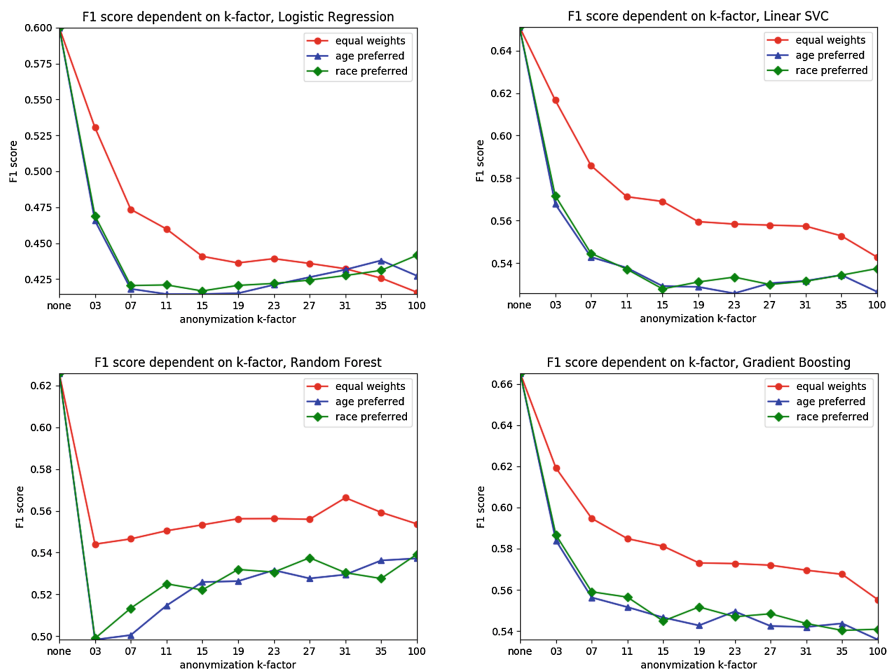 F1 score dependent on k-factor, Logistic Regression
0.600
0.575
0.550
0.525
0.500
0.475
0.450
0.425
F1 score
equal weights
age preferred
race preferred
none 03 07 11 15 19 23 27 31 35 100
anonymization k-factor
F1 score dependent on k-factor, Linear SVC
0.64
0.62
0.60
0.58
0.56
0.54
F1 score
equal weights
age preferred
race preferred
none 03 07 11 15 19 23 27 31 35 100
anonymization k-factor
F1 score dependent on k-factor, Random Forest
0.62
0.60
0.58
0.56
0.54
0.52
0.50
F1 score
equal weights
age preferred
race preferred
none 03 07 11 15 19 23 27 31 35 100
anonymization k-factor
F1 score dependent on k-factor, Gradient Boosting
0.66
0.64
0.62
0.60
0.58
0.56
0.54
F1 score
equal weights
age preferred
race preferred
none 03 07 11 15 19 23 27 31 35 100
anonymization k-factor